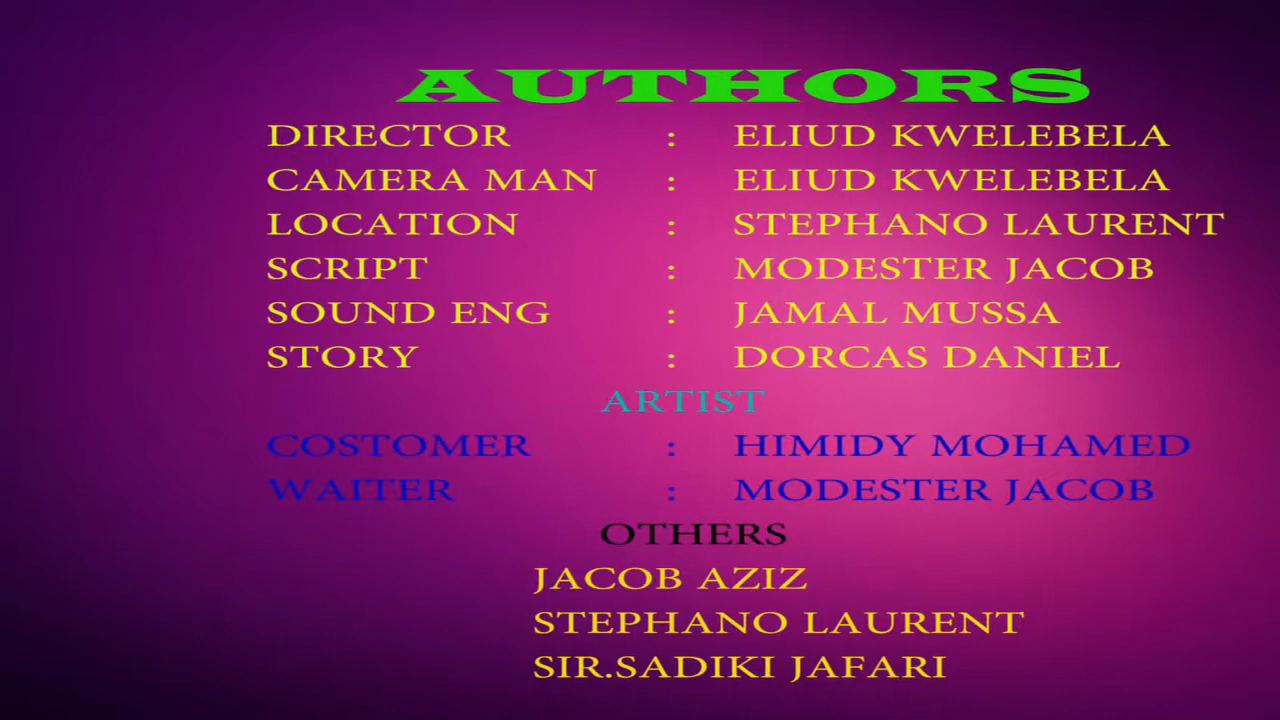 AUTHORS
DIRECTOR : ELIUD KWELEBELA
CAMERA MAN : ELIUD KWELEBELA
LOCATION : STEPHANO LAURENT
SCRIPT : MODESTER JACOB
SOUND ENG : JAMAL MUSSA
STORY : DORCAS DANIEL
ARTIST
COSTOMER : HIMIDY MOHAMED
WAITER : MODESTER JACOB
OTHERS
JACOB AZIZ
STEPHANO LAURENT
SIR.SADIKI JAFARI